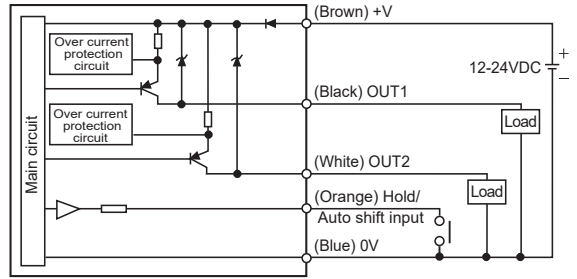 (Brown) +V
Over current
protection
circuit
12-24VDC
+
−
(Black) OUT1
Load
Over current
protection
circuit
Main circuit
(White) OUT2
Load
(Orange) Hold/
Auto shift input
(Blue) 0V